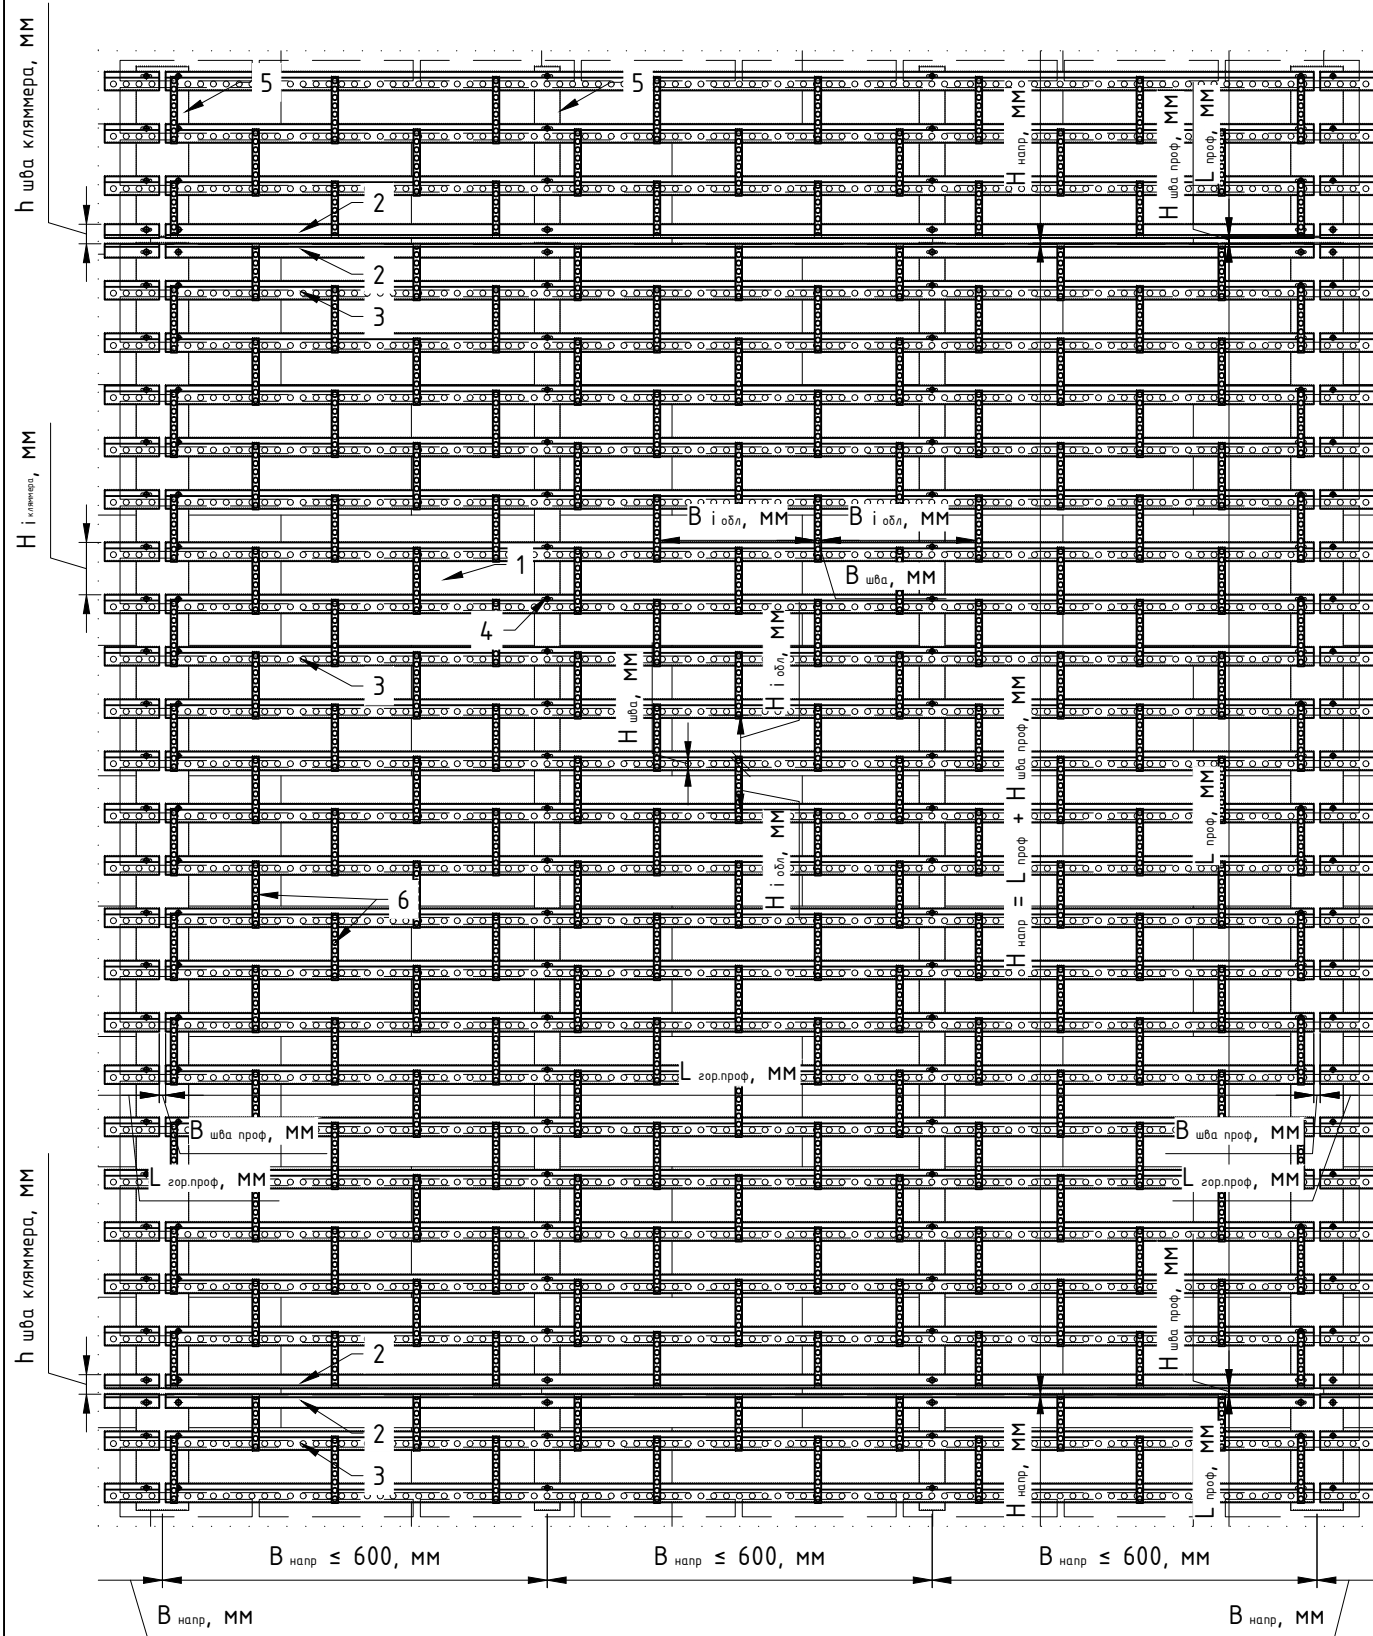 h шва кляммера, мм
5
5
H напр, мм
H шва проф, мм
L проф, мм
2
2
3
H i кляммера, мм
B i обл, мм
B i обл, мм
B шва, мм
1
4
3
H шва, мм
H i обл, мм
H i обл, мм
H напр = L проф + H шва проф, мм
L проф, мм
6
L гор.проф, мм
B шва проф, мм
B шва проф, мм
L гор.проф, мм
L гор.проф, мм
h шва кляммера, мм
H шва проф, мм
2
2
3
H напр, мм
L проф, мм
B напр ≤ 600, мм
B напр ≤ 600, мм
B напр ≤ 600, мм
B напр, мм
B напр, мм